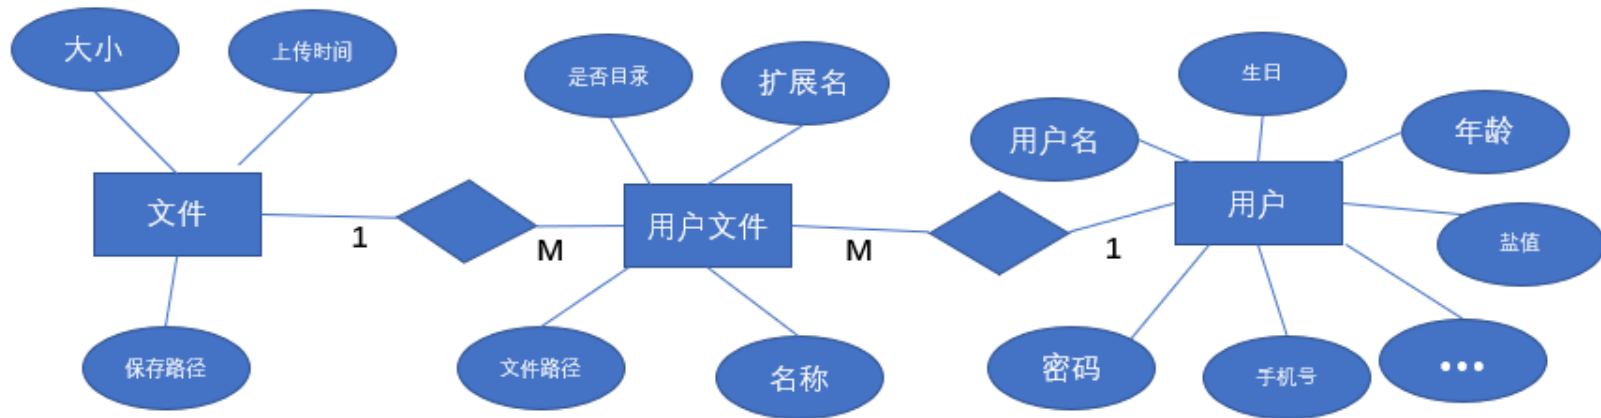 大小
上传时间
是否目录
扩展名
生日
用户名
年龄
文件
1
M
用户文件
M
1
用户
盐值
保存路径
文件路径
名称
密码
手机号
•••